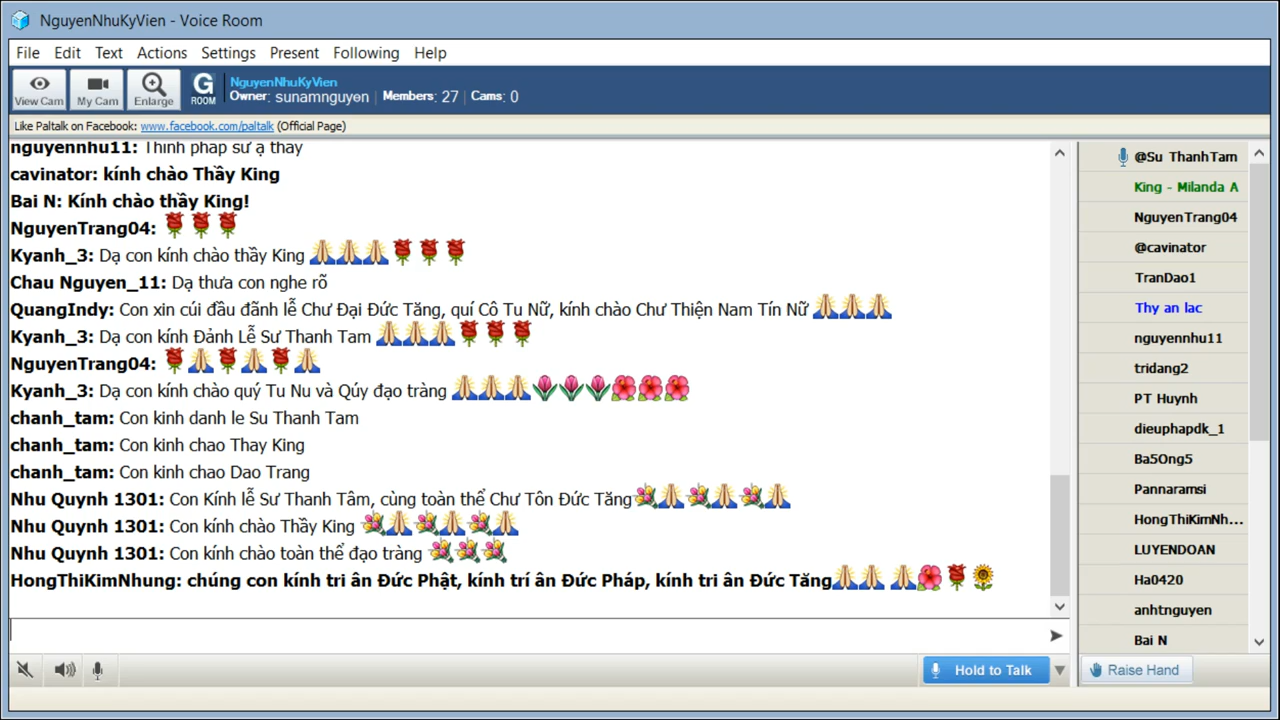 NguyenNhuKyVien - Voice Room
File Edit Text Actions Settings Present Following Help
View Cam My Cam Enlarge G ROOM
NguyenNhuKyVien
Owner: sunamnguyen | Members: 27 | Cams: 0
Like Paltalk on Facebook: www.facebook.com/paltalk (Official Page)
nguyennhu11: Thinh pháp sư ạ thay
cavinator: kính chào Thầy King
Bai N: Kính chào thầy King!
NguyenTrang04:
Kyanh_3: Dạ con kính chào thầy King
Chau Nguyen_11: Dạ thưa con nghe rõ
QuangIndy: Con xin cúi đầu đãnh lễ Chư Đại Đức Tăng, quí Cô Tu Nữ, kính chào Chư Thiện Nam Tín Nữ
Kyanh_3: Dạ con kính Đảnh Lễ Sư Thanh Tam
NguyenTrang04:
Kyanh_3: Dạ con kính chào quý Tu Nu và Qúy đạo tràng
chanh_tam: Con kinh danh le Su Thanh Tam
chanh_tam: Con kinh chao Thay King
chanh_tam: Con kinh chao Dao Trang
Nhu Quynh 1301: Con Kính lễ Sư Thanh Tâm, cùng toàn thể Chư Tôn Đức Tăng
Nhu Quynh 1301: Con kính chào Thầy King
Nhu Quynh 1301: Con kính chào toàn thể đạo tràng
HongThiKimNhung: chúng con kính tri ân Đức Phật, kính trí ân Đức Pháp, kính tri ân Đức Tăng
Hold to Talk
@Su ThanhTam
King - Milanda A
NguyenTrang04
@cavinator
TranDao1
Thy an lac
nguyennhu11
tridang2
PT Huynh
dieuphapdk_1
Ba5Ong5
Pannaramsi
HongThiKimNh...
LUYENDOAN
Ha0420
anhtnguyen
Bai N
Raise Hand